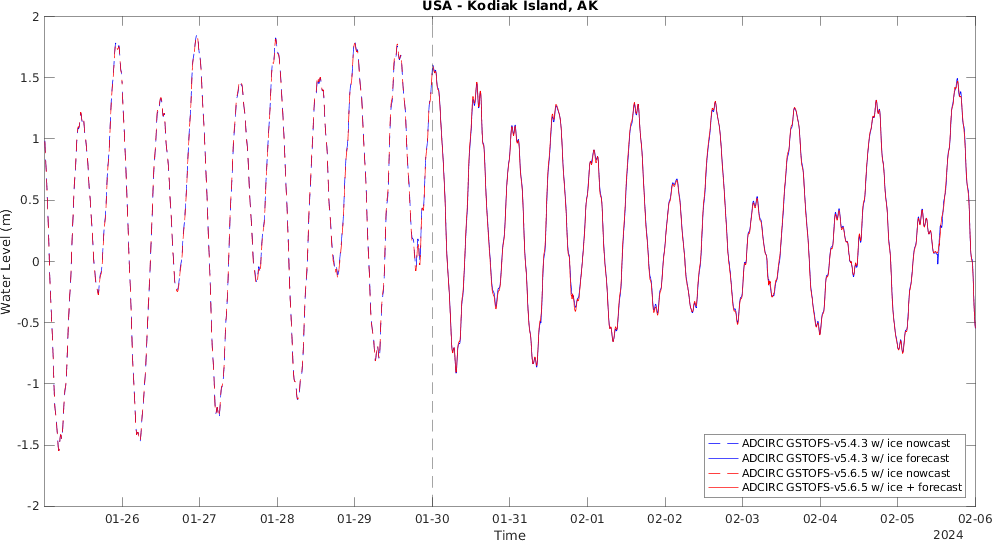 USA - Kodiak Island, AK
2
1.5
1
0.5
0
-0.5
-1
-1.5
-2
Water Level (m)
ADCIRC GSTOFS-v5.4.3 w/ ice nowcast
ADCIRC GSTOFS-v5.4.3 w/ ice forecast
ADCIRC GSTOFS-v5.6.5 w/ ice nowcast
ADCIRC GSTOFS-v5.6.5 w/ ice + forecast
01-26 01-27 01-28 01-29 01-30 01-31 02-01 02-02 02-03 02-04 02-05 02-06
Time
2024